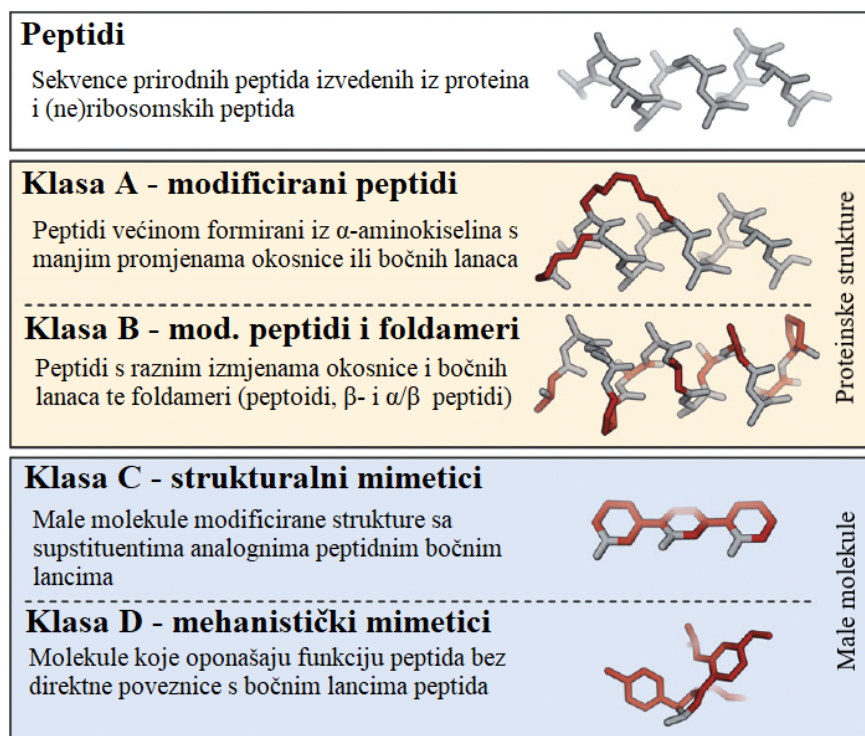 Peptidi
Sekvence prirodnih peptida izvedenih iz proteina
i (ne)ribosomskih peptida
Klasa A - modificirani peptidi
Peptidi većinom formirani iz α-aminokiselina s
manjim promjenama okosnice ili bočnih lanaca
Klasa B - mod. peptidi i foldameri
Peptidi s raznim izmjenama okosnice i bočnih
lanaca te foldameri (peptoidi, β- i α/β peptidi)
Proteinske strukture
Klasa C - strukturalni mimetici
Male molekule modificirane strukture sa
supstituentima analognima peptidnim bočnim
lancima
Klasa D - mehanistički mimetici
Molekule koje oponašaju funkciju peptida bez
direktne poveznice s bočnim lancima peptida
Male molekule